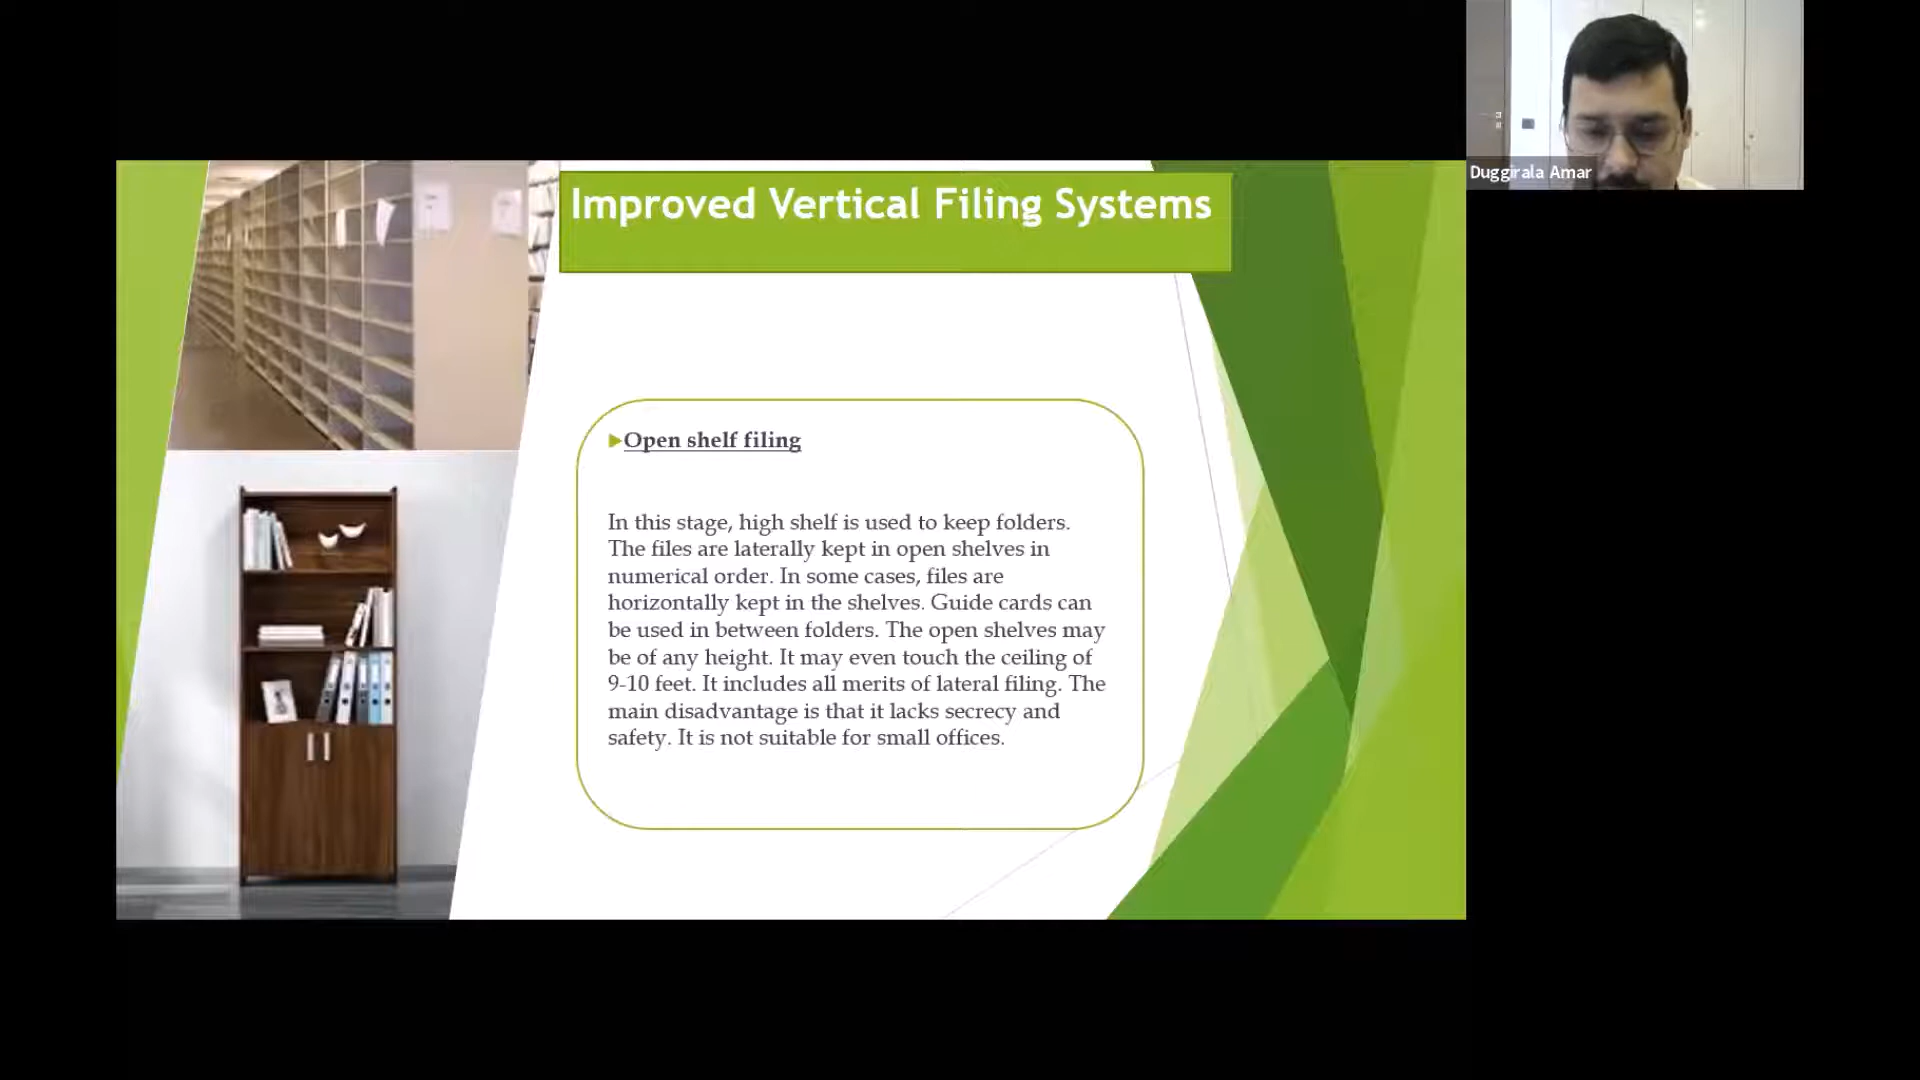 Improved Vertical Filing Systems
Open shelf filing
In this stage, high shelf is used to keep folders.
The files are laterally kept in open shelves in
numerical order. In some cases, files are
horizontally kept in the shelves. Guide cards can
be used in between folders. The open shelves may
be of any height. It may even touch the ceiling of
9-10 feet. It includes all merits of lateral filing. The
main disadvantage is that it lacks secrecy and
safety. It is not suitable for small offices.
Duggirala Amar